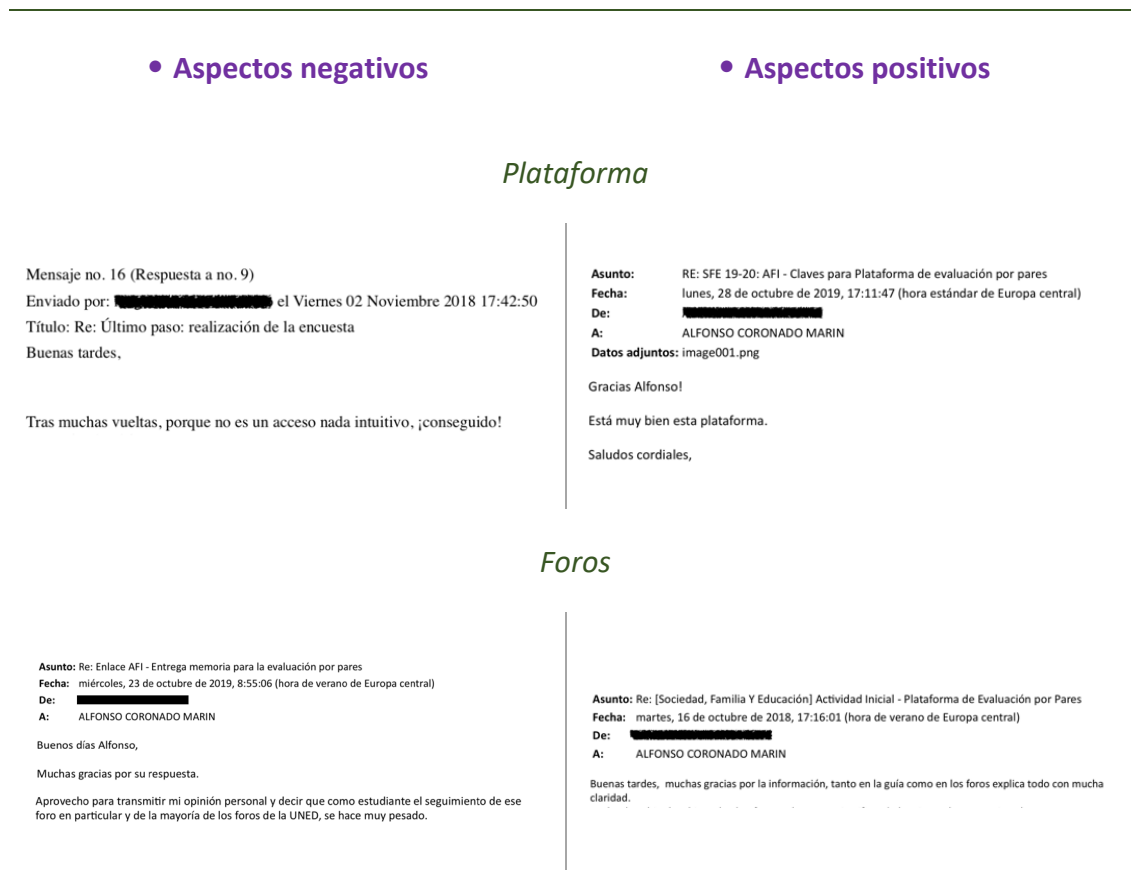 • Aspectos negativos
• Aspectos positivos
Plataforma
Mensaje no. 16 (Respuesta a no. 9)
Enviado por: el Viernes 02 Noviembre 2018 17:42:50
Título: Re: Último paso: realización de la encuesta
Buenas tardes,
Tras muchas vueltas, porque no es un acceso nada intuitivo, ¡conseguido!
Asunto: RE: SFE 19-20: AFI - Claves para Plataforma de evaluación por pares
Fecha: lunes, 28 de octubre de 2019, 17:11:47 (hora estándar de Europa central)
De:
A: ALFONSO CORONADO MARIN
Datos adjuntos: image001.png
Gracias Alfonso!
Está muy bien esta plataforma.
Saludos cordiales,
Foros
Asunto: Re: Enlace AFI - Entrega memoria para la evaluación por pares
Fecha: miércoles, 23 de octubre de 2019, 8:55:06 (hora de verano de Europa central)
De:
A: ALFONSO CORONADO MARIN
Buenos días Alfonso,
Muchas gracias por su respuesta.
Aprovecho para transmitir mi opinión personal y decir que como estudiante el seguimiento de ese
foro en particular y de la mayoría de los foros de la UNED, se hace muy pesado.
Asunto: Re: [Sociedad, Familia Y Educación] Actividad Inicial - Plataforma de Evaluación por Pares
Fecha: martes, 16 de octubre de 2018, 17:16:01 (hora de verano de Europa central)
De:
A: ALFONSO CORONADO MARIN
Buenas tardes, muchas gracias por la información, tanto en la guía como en los foros explica todo con mucha
claridad.